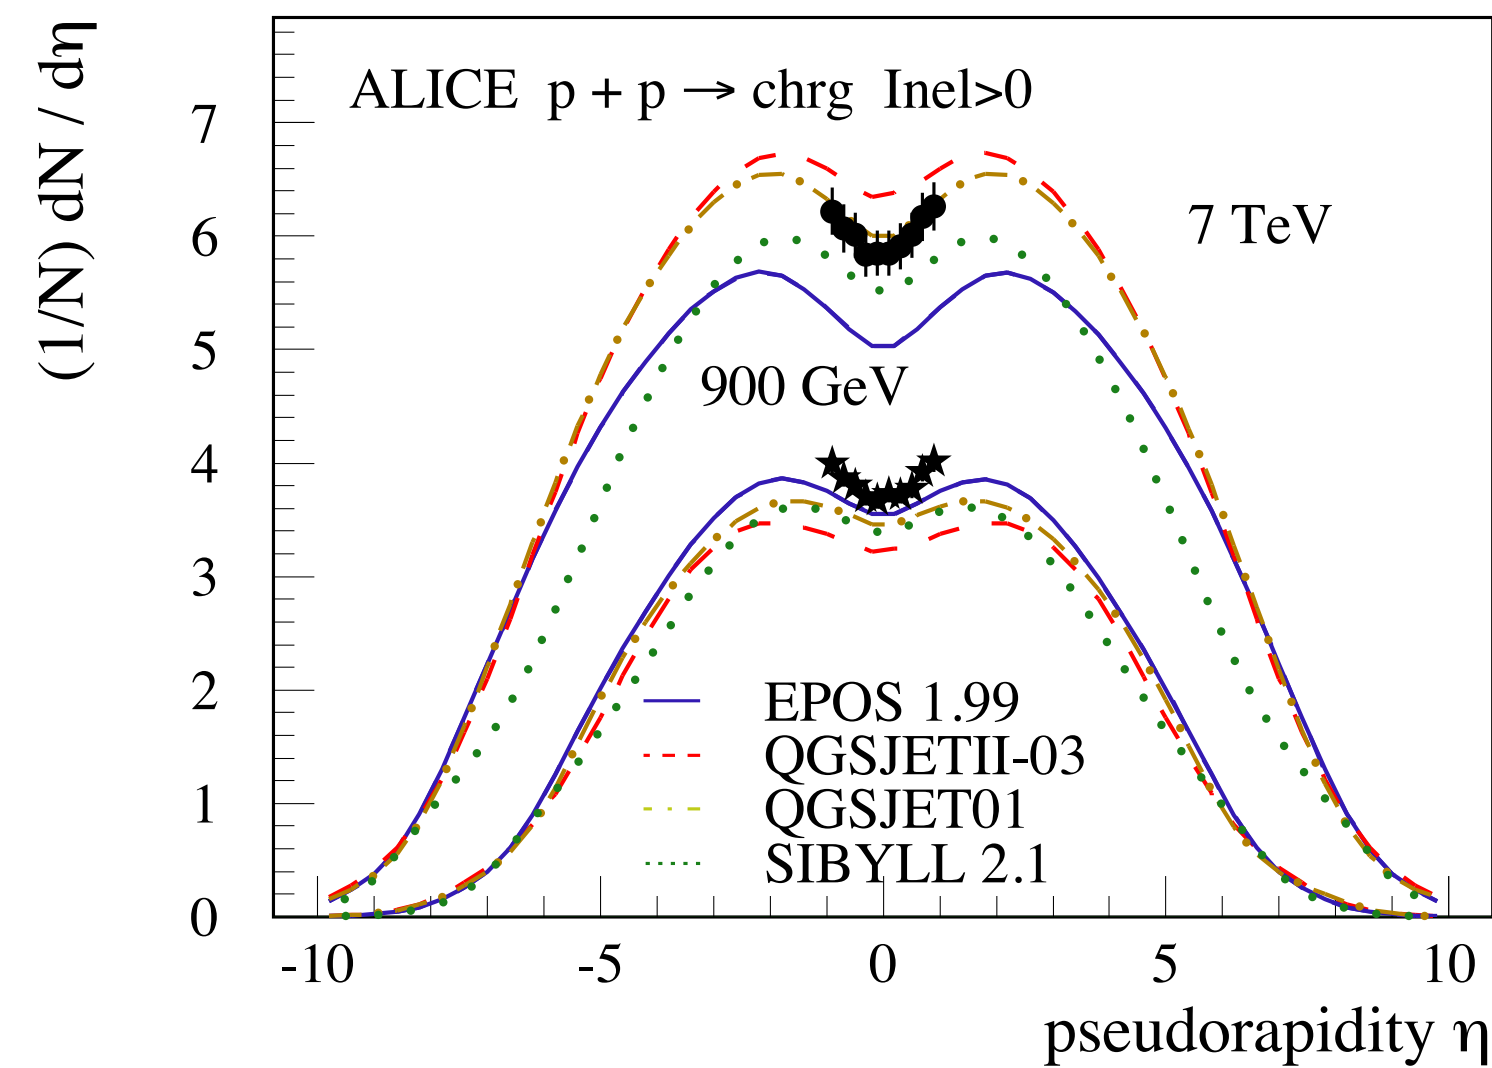 (1/N) dN / dη
ALICE p + p → chrg Inel>0
7
6
5
4
3
2
1
0
7 TeV
900 GeV
EPOS 1.99
QGSJETII-03
QGSJET01
SIBYLL 2.1
-10 -5 0 5 10
pseudorapidity η